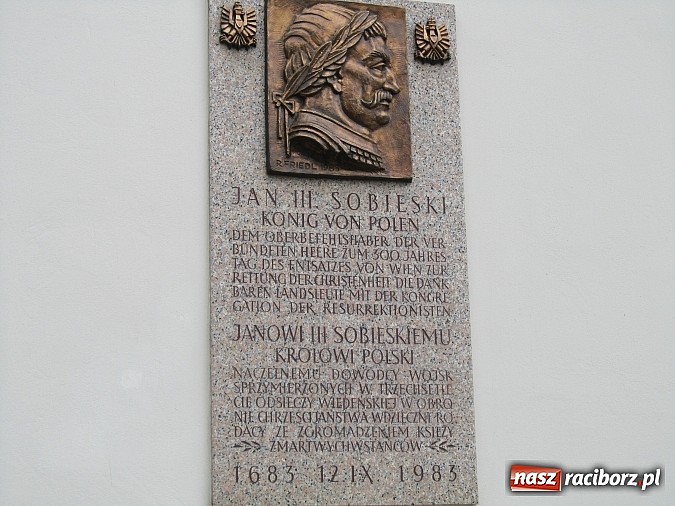 R. FRIEDL
JAN III. SOBIESKI
KÖNIG VON POLEN
DEM OBERBEFEHLSHABER DER VER-
BÜNDETEN HEERE ZUM 300 JAHRES-
TAG DES ENTSATZES VON WIEN ZUR
RETTUNG DER CHRISTENHEIT DIE DANK-
BAREN LANDSLEUTE MIT DER KONGRE-
GATION DER RESURREKTIONISTEN
JANOWI III SOBIESKIEMU
KRÓLOWI POLSKI
NACZELNEMU DOWÓDCY WOJSK
SPRZYMIERZONYCH W TRZECHSETLE-
CIE ODSIECZY WIEDEŃSKIEJ W OBRO-
NIE CHRZEŚCIJAŃSTWA WDZIĘCZNI RO-
DACY ZE ZGROMADZENIEM KSIĘŻY
ZMARTWYCHWSTAŃCÓW
1683 12.IX 1983
nasz raciborz.pl